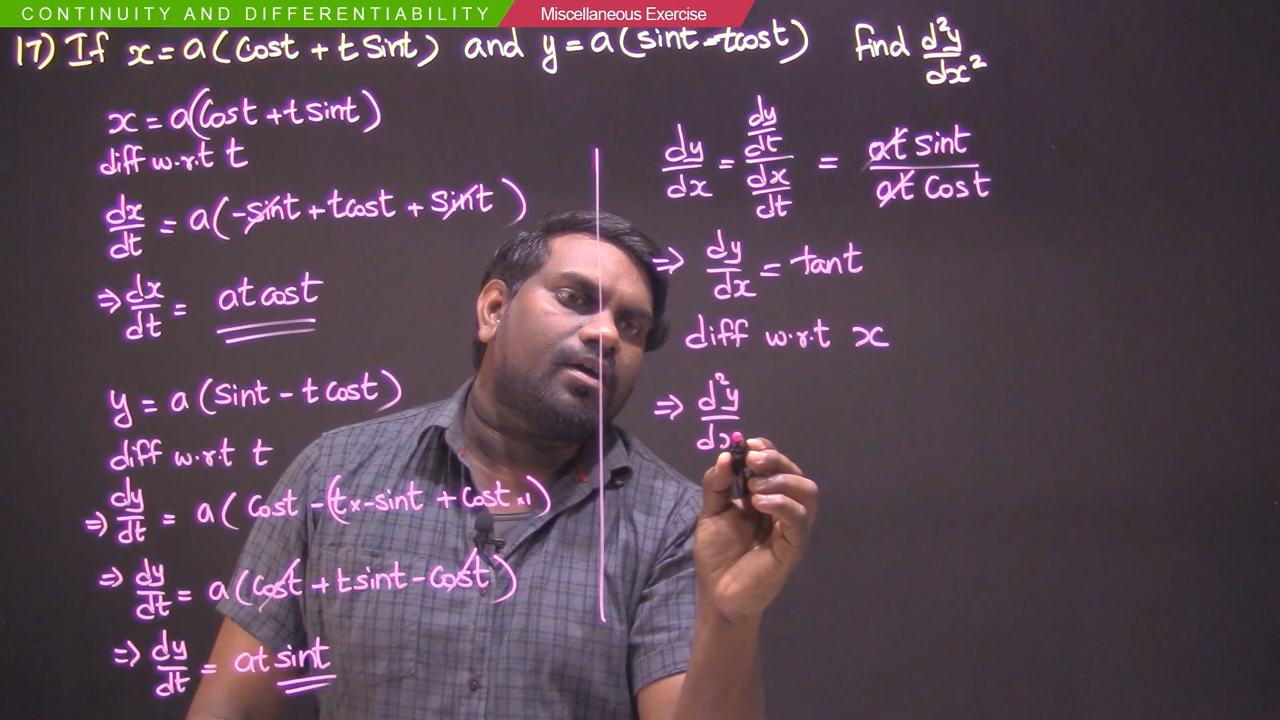 CONTINUITY AND DIFFERENTIABILITY
Miscellaneous Exercise
17) If x = a(Cost + t Sint) and y = a(sint - tcost) find d²y/dx²
x = a(Cost + t sint)
diff w.r.t t
dx/dt = a(-sint + tcost + sint)
⇒ dx/dt = at cost
y = a(Sint - t Cost)
diff w.r.t t
⇒ dy/dt = a(Cost - (t x -sint + cost x1)
⇒ dy/dt = a(cost + t sint - cost)
⇒ dy/dt = at sint
dy/dx = (dy/dt)/(dx/dt) = at sint / at Cost
⇒ dy/dx = tant
diff w.r.t x
⇒ d²y/dx